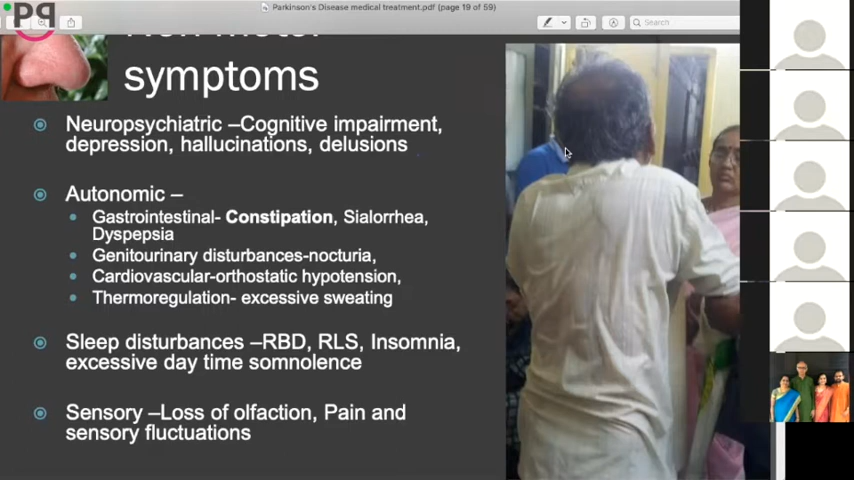 Parkinson's Disease medical treatment.pdf (page 19 of 59)
Search
Non motor
symptoms
Neuropsychiatric –Cognitive impairment,
depression, hallucinations, delusions
Autonomic –
Gastrointestinal- Constipation, Sialorrhea,
Dyspepsia
Genitourinary disturbances-nocturia,
Cardiovascular-orthostatic hypotension,
Thermoregulation- excessive sweating
Sleep disturbances –RBD, RLS, Insomnia,
excessive day time somnolence
Sensory –Loss of olfaction, Pain and
sensory fluctuations